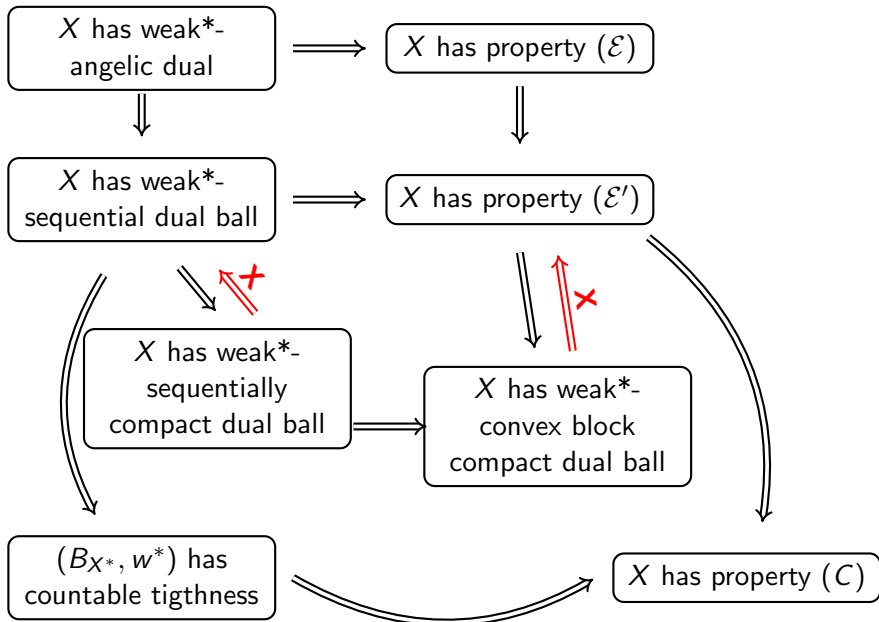 X has weak*-
angelic dual
X has property (ℰ)
X has weak*-
sequential dual ball
X has property (ℰ′)
X
X
X has weak*-
sequentially
compact dual ball
X has weak*-
convex block
compact dual ball
(B_{X*}, w*) has
countable tigthness
X has property (C)